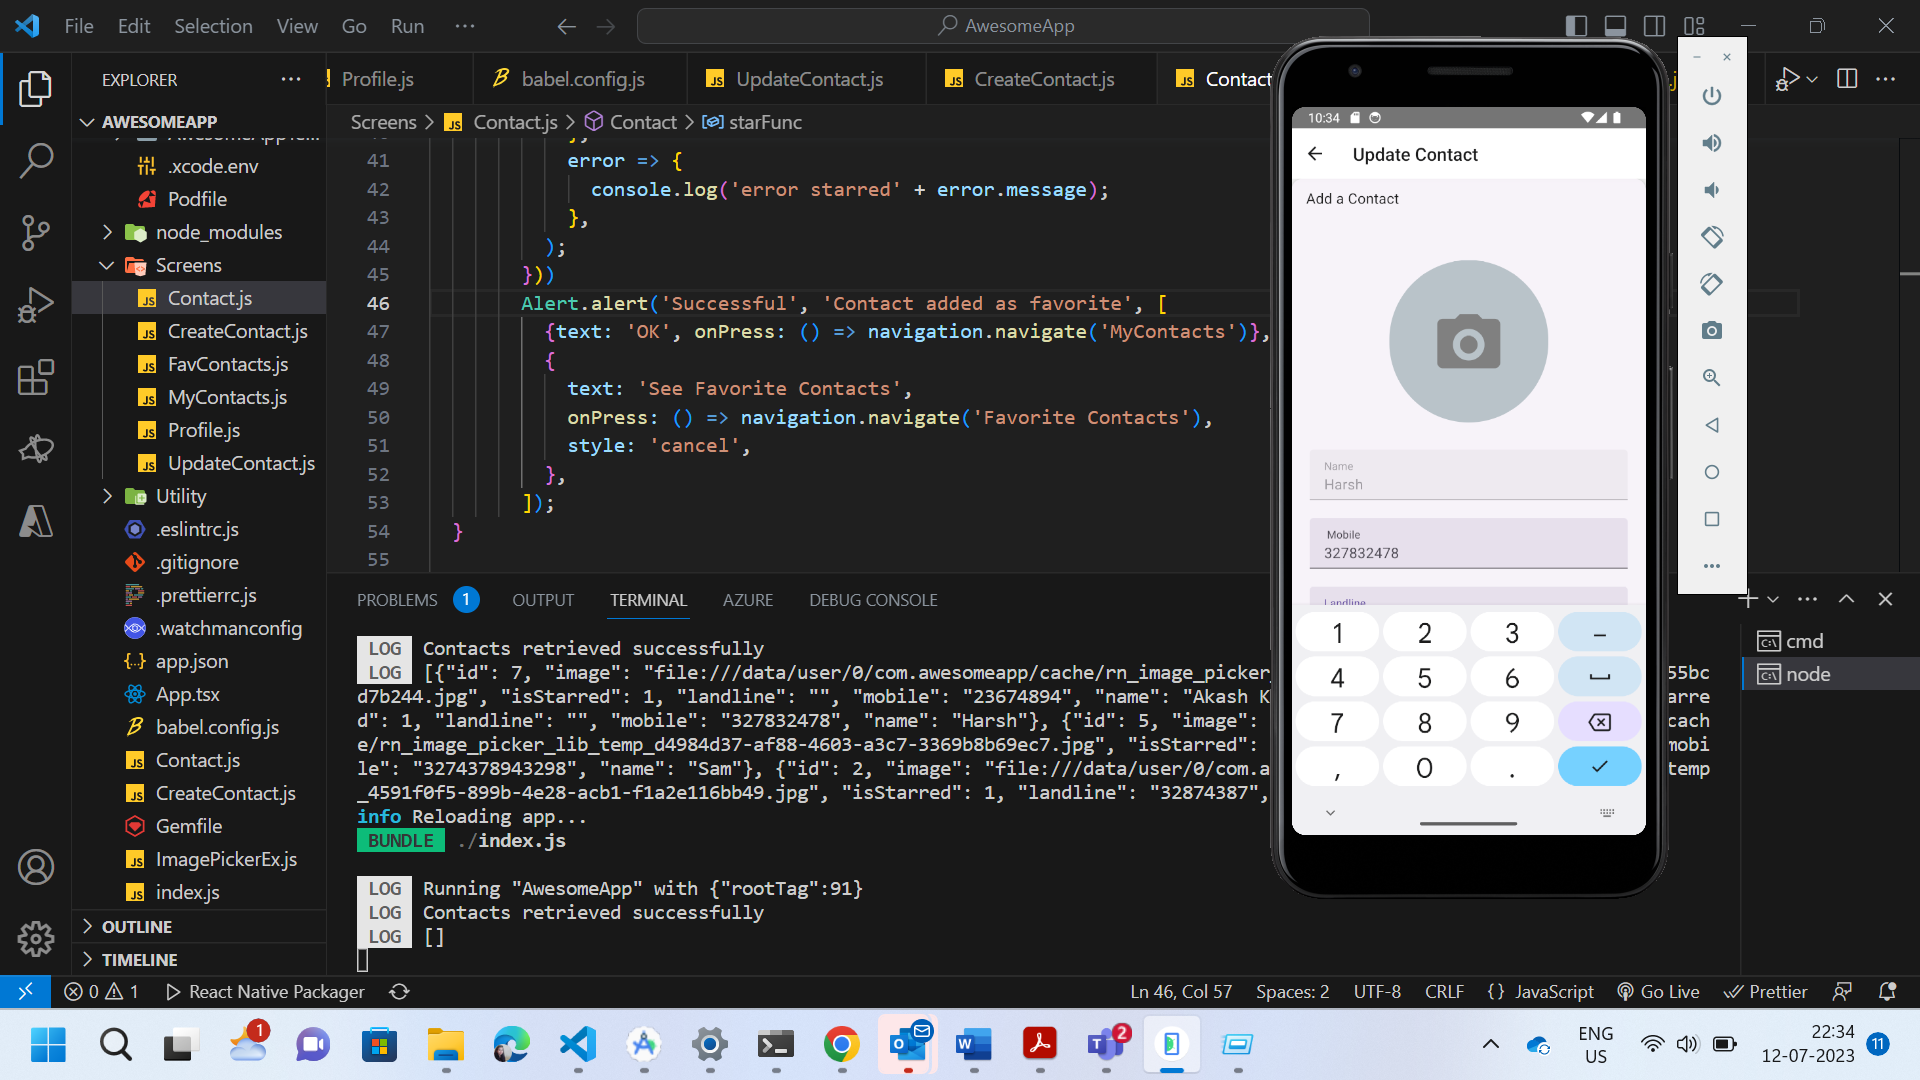 File Edit Selection View Go Run ···
AwesomeApp
EXPLORER
Profile.js
babel.config.js
UpdateContact.js
CreateContact.js
Contact
AWESOMEAPP
Screens > Contact.js > Contact > starFunc
.xcode.env
Podfile
node_modules
Screens
Contact.js
CreateContact.js
FavContacts.js
MyContacts.js
Profile.js
UpdateContact.js
Utility
.eslintrc.js
.gitignore
.prettierrc.js
.watchmanconfig
app.json
App.tsx
babel.config.js
Contact.js
CreateContact.js
Gemfile
ImagePickerEx.js
index.js
OUTLINE
TIMELINE
41 error => {
42 console.log('error starred' + error.message);
43 },
44 );
45 }))
46 Alert.alert('Successful', 'Contact added as favorite', [
47 {text: 'OK', onPress: () => navigation.navigate('MyContacts')},
48 {
49 text: 'See Favorite Contacts',
50 onPress: () => navigation.navigate('Favorite Contacts'),
51 style: 'cancel',
52 },
53 ]);
54 }
55
PROBLEMS 1 OUTPUT TERMINAL AZURE DEBUG CONSOLE
LOG Contacts retrieved successfully
LOG [{"id": 7, "image": "file:///data/user/0/com.awesomeapp/cache/rn_image_picker_ 55bc
d7b244.jpg", "isStarred": 1, "landline": "", "mobile": "23674894", "name": "Akash K arre
d": 1, "landline": "", "mobile": "327832478", "name": "Harsh"}, {"id": 5, "image": cach
e/rn_image_picker_lib_temp_d4984d37-af88-4603-a3c7-3369b8b69ec7.jpg", "isStarred": mobi
le": "3274378943298", "name": "Sam"}, {"id": 2, "image": "file:///data/user/0/com.a temp
_4591f0f5-899b-4e28-acb1-f1a2e116bb49.jpg", "isStarred": 1, "landline": "32874387",
info Reloading app...
BUNDLE ./index.js
LOG Running "AwesomeApp" with {"rootTag":91}
LOG Contacts retrieved successfully
LOG []
cmd
node
10:34
Update Contact
Add a Contact
Name
Harsh
Mobile
327832478
Landline
1 2 3 –
4 5 6
7 8 9
, 0 .
0 1 React Native Packager
Ln 46, Col 57 Spaces: 2 UTF-8 CRLF {} JavaScript Go Live Prettier
1
2
ENG
US
22:34
12-07-2023
11